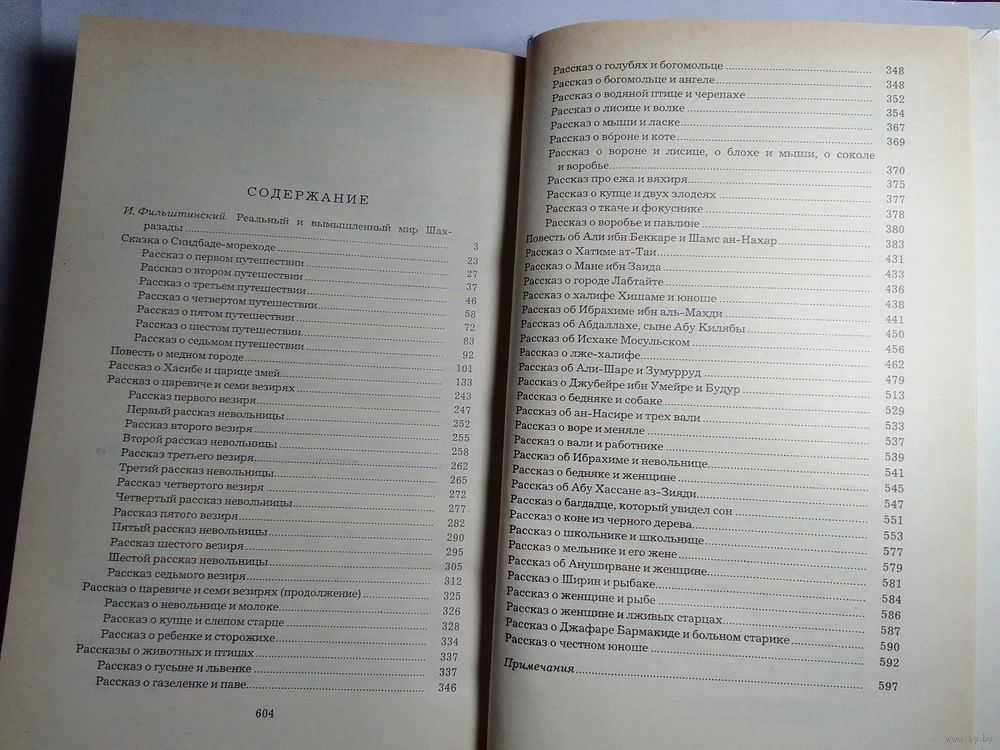 СОДЕРЖАНИЕ
И. Фильштинский. Реальный и вымышленный мир Шах-
разады 3
Сказка о Синдбаде-мореходе 23
Рассказ о первом путешествии 27
Рассказ о втором путешествии 37
Рассказ о третьем путешествии 46
Рассказ о четвертом путешествии 58
Рассказ о пятом путешествии 72
Рассказ о шестом путешествии 83
Рассказ о седьмом путешествии 92
Повесть о медном городе 101
Рассказ о Хасибе и царице змей 133
Рассказ о царевиче и семи везирях 243
Рассказ первого везиря 247
Первый рассказ невольницы 252
Рассказ второго везиря 255
Второй рассказ невольницы 258
Рассказ третьего везиря 262
Третий рассказ невольницы 265
Рассказ четвертого везиря 272
Четвертый рассказ невольницы 277
Рассказ пятого везиря 282
Пятый рассказ невольницы 290
Рассказ шестого везиря 295
Шестой рассказ невольницы 305
Рассказ седьмого везиря 312
Рассказ о царевиче и семи везирях (продолжение) 325
Рассказ о невольнице и молоке 326
Рассказ о купце и слепом старце 328
Рассказ о ребенке и сторожихе 334
Рассказы о животных и птицах 337
Рассказ о гусыне и львенке 337
Рассказ о газеленке и паве 346
604
Рассказ о голубях и богомольце 348
Рассказ о богомольце и ангеле 348
Рассказ о водяной птице и черепахе 352
Рассказ о лисице и волке 354
Рассказ о мыши и ласке 367
Рассказ о во́роне и коте 369
Рассказ о вороне и лисице, о блохе и мыши, о соколе
и воробье 370
Рассказ про ежа и вяхиря 375
Рассказ о купце и двух злодеях 377
Рассказ о ткаче и фокуснике 378
Рассказ о воробье и павлине 380
Повесть об Али ибн Беккаре и Шамс ан-Нахар 383
Рассказ о Хатиме ат-Таи 431
Рассказ о Мане ибн Заида 433
Рассказ о городе Лабтайте 436
Рассказ о халифе Хишаме и юноше 438
Рассказ об Ибрахиме ибн аль-Махди 441
Рассказ об Абдаллахе, сыне Абу Килябы 450
Рассказ об Исхаке Мосульском 456
Рассказ о лже-халифе 462
Рассказ об Али-Шаре и Зумурруд 479
Рассказ о Джубейре ибн Умейре и Будур 513
Рассказ о бедняке и собаке 529
Рассказ об ан-Насире и трех вали 533
Рассказ о воре и меняле 537
Рассказ о вали и работнике 539
Рассказ об Ибрахиме и невольнице 541
Рассказ о бедняке и женщине 545
Рассказ об Абу Хассане аз-Зияди 547
Рассказ о багдадце, который увидел сон 551
Рассказ о коне из черного дерева 553
Рассказ о школьнике и школьнице 577
Рассказ о мельнике и его жене 579
Рассказ об Ануширване и женщине 581
Рассказ о Ширин и рыбаке 584
Рассказ о женщине и рыбе 586
Рассказ о женщине и лживых старцах 587
Рассказ о Джафаре Бармакиде и больном старике 590
Рассказ о честном юноше 592
Примечания 597
www.ay.by